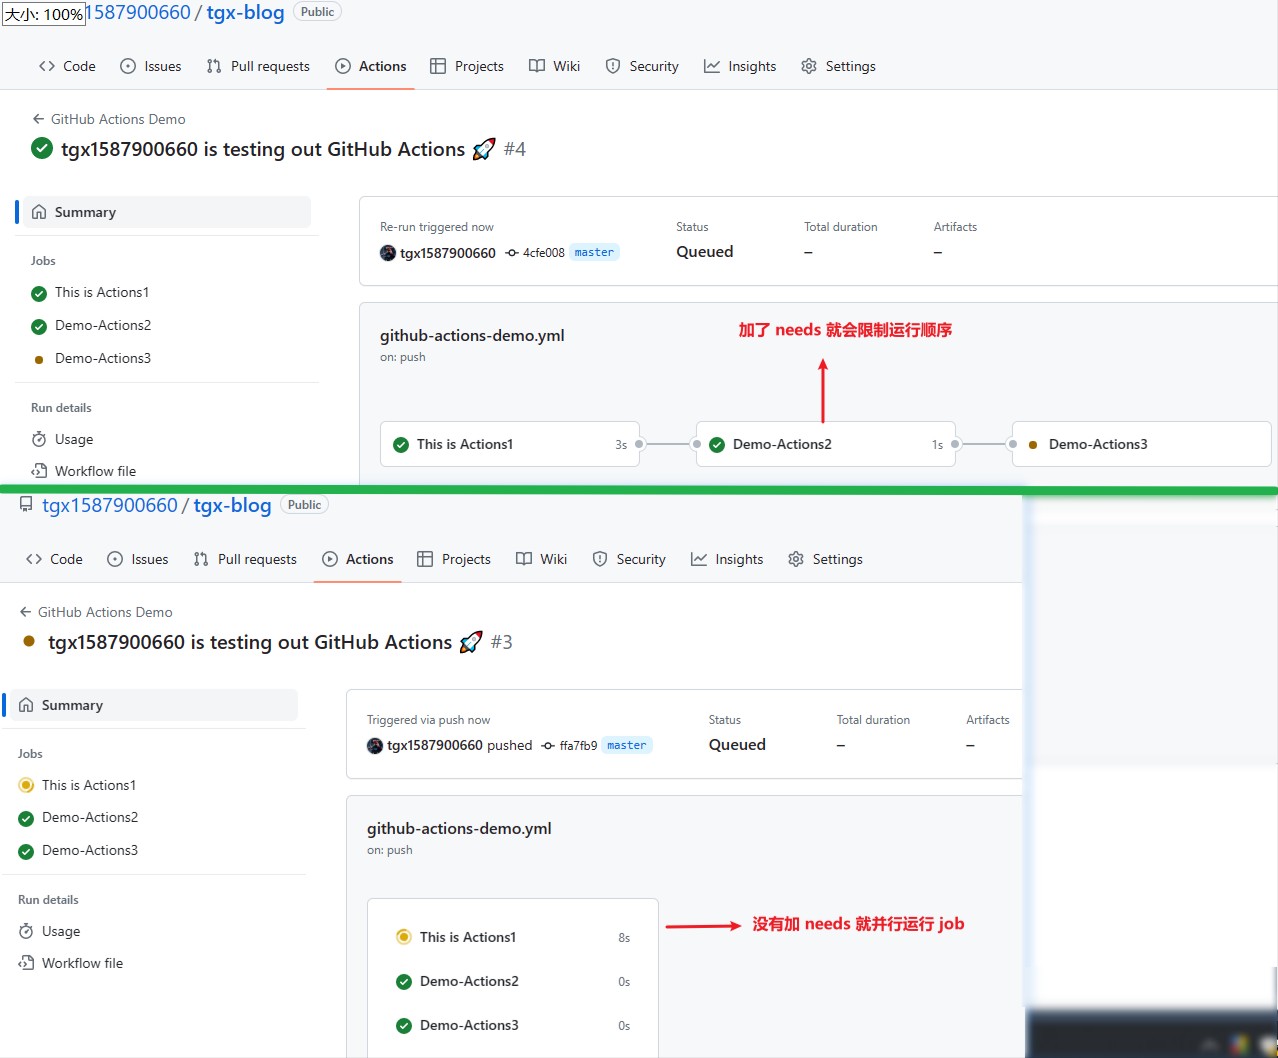 大小: 100%
1587900660 / tgx-blog Public
Code Issues Pull requests Actions Projects Wiki Security Insights Settings
GitHub Actions Demo
tgx1587900660 is testing out GitHub Actions 🚀 #4
Summary
Jobs
This is Actions1
Demo-Actions2
Demo-Actions3
Run details
Usage
Workflow file
Re-run triggered now
Status
Total duration
Artifacts
tgx1587900660 4cfe008 master
Queued
–
–
github-actions-demo.yml
on: push
加了 needs 就会限制运行顺序
This is Actions1 3s
Demo-Actions2 1s
Demo-Actions3
tgx1587900660 / tgx-blog Public
Code Issues Pull requests Actions Projects Wiki Security Insights Settings
GitHub Actions Demo
tgx1587900660 is testing out GitHub Actions 🚀 #3
Summary
Jobs
This is Actions1
Demo-Actions2
Demo-Actions3
Run details
Usage
Workflow file
Triggered via push now
Status
Total duration
Artifacts
tgx1587900660 pushed ffa7fb9 master
Queued
–
–
github-actions-demo.yml
on: push
This is Actions1 8s
Demo-Actions2 0s
Demo-Actions3 0s
没有加 needs 就并行运行 job